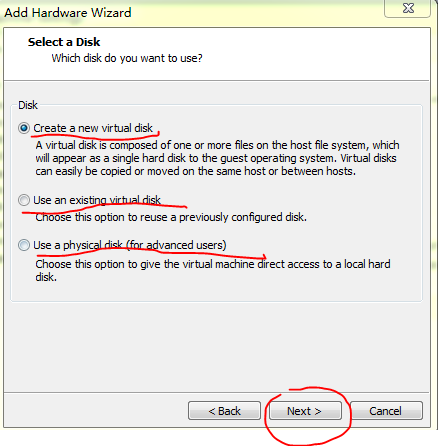 Add Hardware Wizard
Select a Disk
Which disk do you want to use?
Disk
Create a new virtual disk
A virtual disk is composed of one or more files on the host file system, which
will appear as a single hard disk to the guest operating system. Virtual disks
can easily be copied or moved on the same host or between hosts.
Use an existing virtual disk
Choose this option to reuse a previously configured disk.
Use a physical disk (for advanced users)
Choose this option to give the virtual machine direct access to a local hard
disk.
< Back Next > Cancel